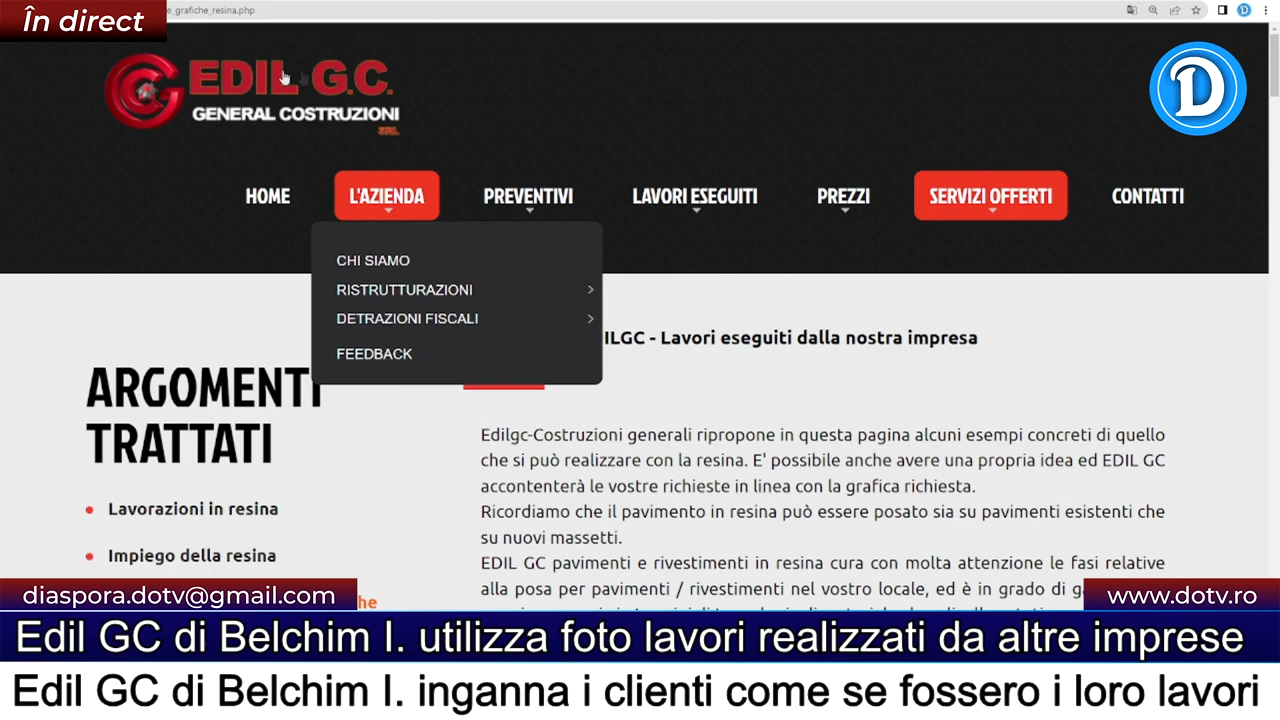 e_grafiche_resina.php
În direct
EDIL G.C.
GENERAL COSTRUZIONI
SRL
D
HOME L'AZIENDA PREVENTIVI LAVORI ESEGUITI PREZZI SERVIZI OFFERTI CONTATTI
CHI SIAMO
RISTRUTTURAZIONI
DETRAZIONI FISCALI
FEEDBACK
ILGC - Lavori eseguiti dalla nostra impresa
ARGOMENTI
TRATTATI
Lavorazioni in resina
Impiego della resina
he
Edilgc-Costruzioni generali ripropone in questa pagina alcuni esempi concreti di quello
che si può realizzare con la resina. E' possibile anche avere una propria idea ed EDIL GC
accontenterà le vostre richieste in linea con la grafica richiesta.
Ricordiamo che il pavimento in resina può essere posato sia su pavimenti esistenti che
su nuovi massetti.
EDIL GC pavimenti e rivestimenti in resina cura con molta attenzione le fasi relative
alla posa per pavimenti / rivestimenti nel vostro locale, ed è in grado di
diaspora.dotv@gmail.com
www.dotv.ro
Edil GC di Belchim I. utilizza foto lavori realizzati da altre imprese
Edil GC di Belchim I. inganna i clienti come se fossero i loro lavori